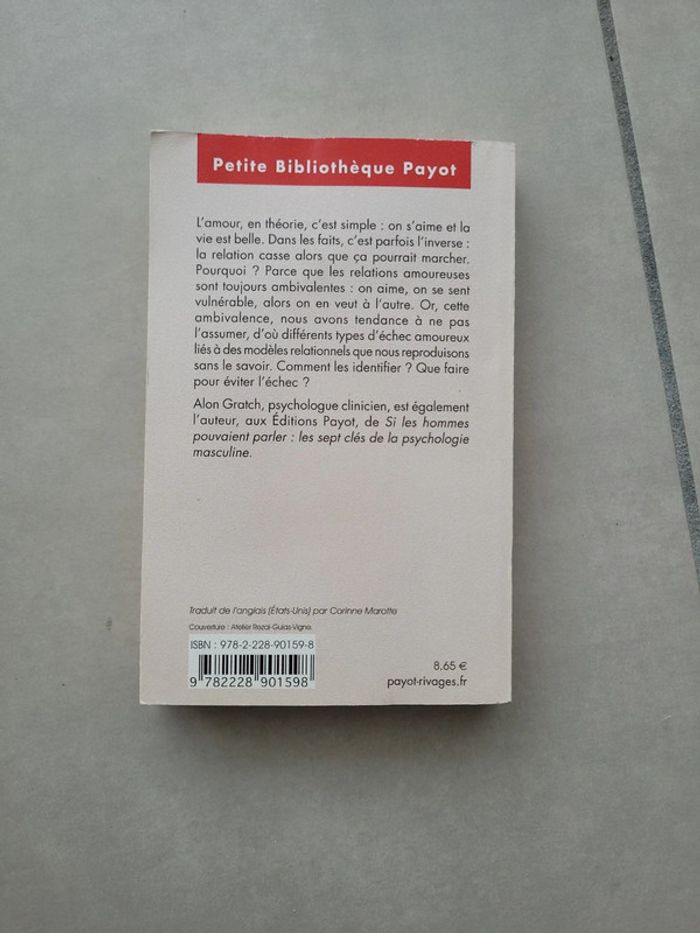 Petite Bibliothèque Payot
L'amour, en théorie, c'est simple : on s'aime et la
vie est belle. Dans les faits, c'est parfois l'inverse :
la relation casse alors que ça pourrait marcher.
Pourquoi ? Parce que les relations amoureuses
sont toujours ambivalentes : on aime, on se sent
vulnérable, alors on en veut à l'autre. Or, cette
ambivalence, nous avons tendance à ne pas
l'assumer, d'où différents types d'échec amoureux
liés à des modèles relationnels que nous reproduisons
sans le savoir. Comment les identifier ? Que faire
pour éviter l'échec ?
Alon Gratch, psychologue clinicien, est également
l'auteur, aux Éditions Payot, de Si les hommes
pouvaient parler : les sept clés de la psychologie
masculine.
Traduit de l'anglais (États-Unis) par Corinne Marotte
Couverture : Atelier Rezai-Guias-Vigne.
ISBN : 978-2-228-90159-8
9 782228 901598
8,65 €
payot-rivages.fr